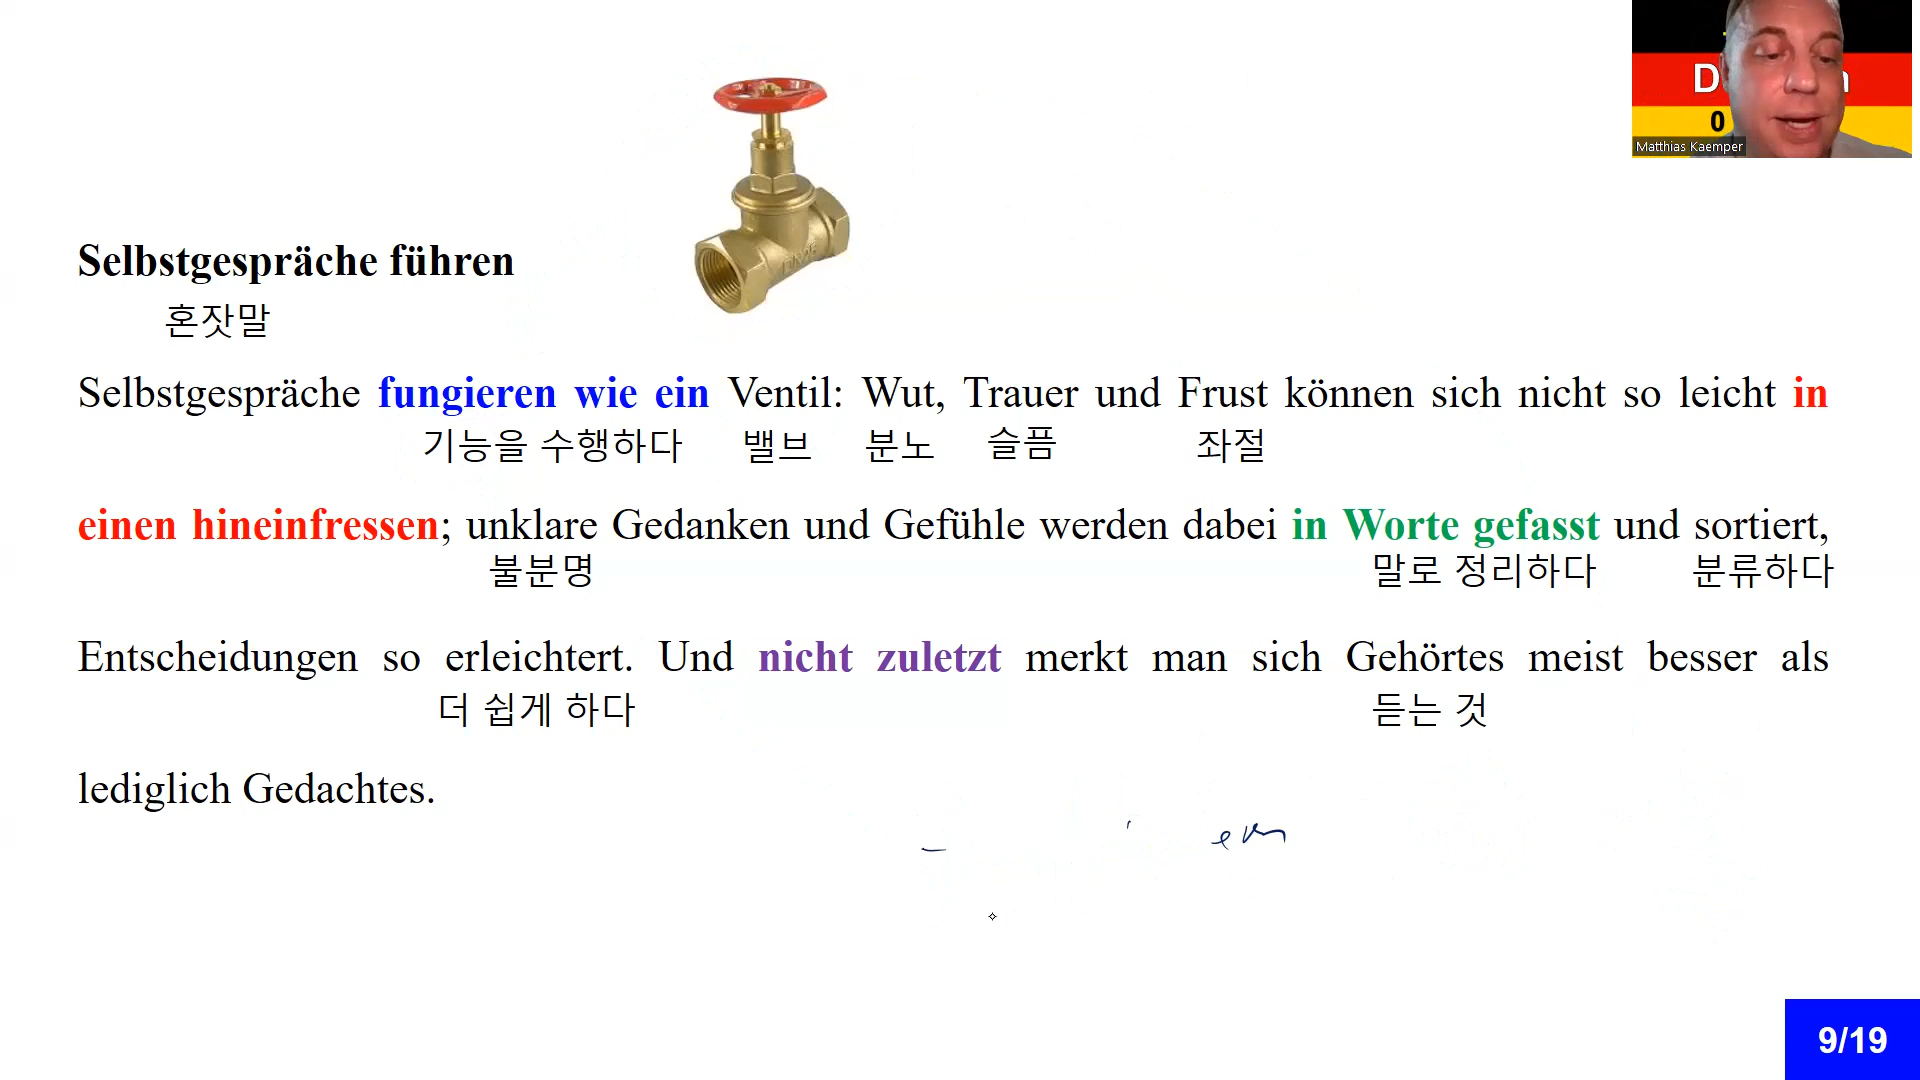 D
n
0
Matthias Kaemper
Selbstgespräche führen
혼잣말
Selbstgespräche fungieren wie ein Ventil: Wut, Trauer und Frust können sich nicht so leicht in
기능을 수행하다 밸브 분노 슬픔 좌절
einen hineinfressen; unklare Gedanken und Gefühle werden dabei in Worte gefasst und sortiert,
불분명 말로 정리하다 분류하다
Entscheidungen so erleichtert. Und nicht zuletzt merkt man sich Gehörtes meist besser als
더 쉽게 하다 듣는 것
lediglich Gedachtes.
9/19